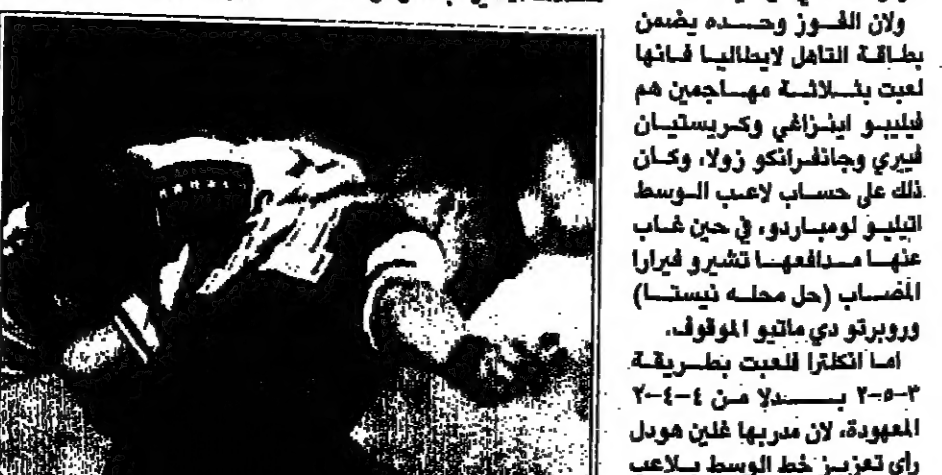 ولان الفوز وحده يضمن
بطاقة التاهل لايطاليا فانها
لعبت بثلاثة مهاجمين هم
فيليبو اينزاغي وكريستيان
فييري وجانفرانكو زولا، وكان
ذلك على حساب لاعب الوسط
اتيليو لومباردو، في حين غاب
عنها مدافعها تشيرو فيرارا
المصاب (حل محله نيستا)
وروبرتو دي ماتيو الموقوف.
اما انكلترا فلعبت بطريقة
٣-٥-٢ بدلا من ٤-٤-٢
المعهودة، لان مدربها غلين هودل
راى تعزيز خط الوسط بلاعب